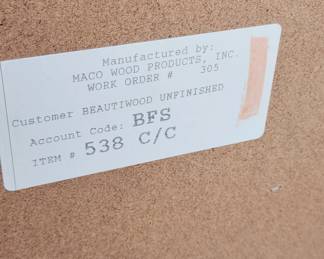 Manufactured by:
MACO WOOD PRODUCTS, INC.
WORK ORDER # 305
Customer BEAUTIWOOD UNFINISHED
Account Code: BFS
ITEM # 538 C/C